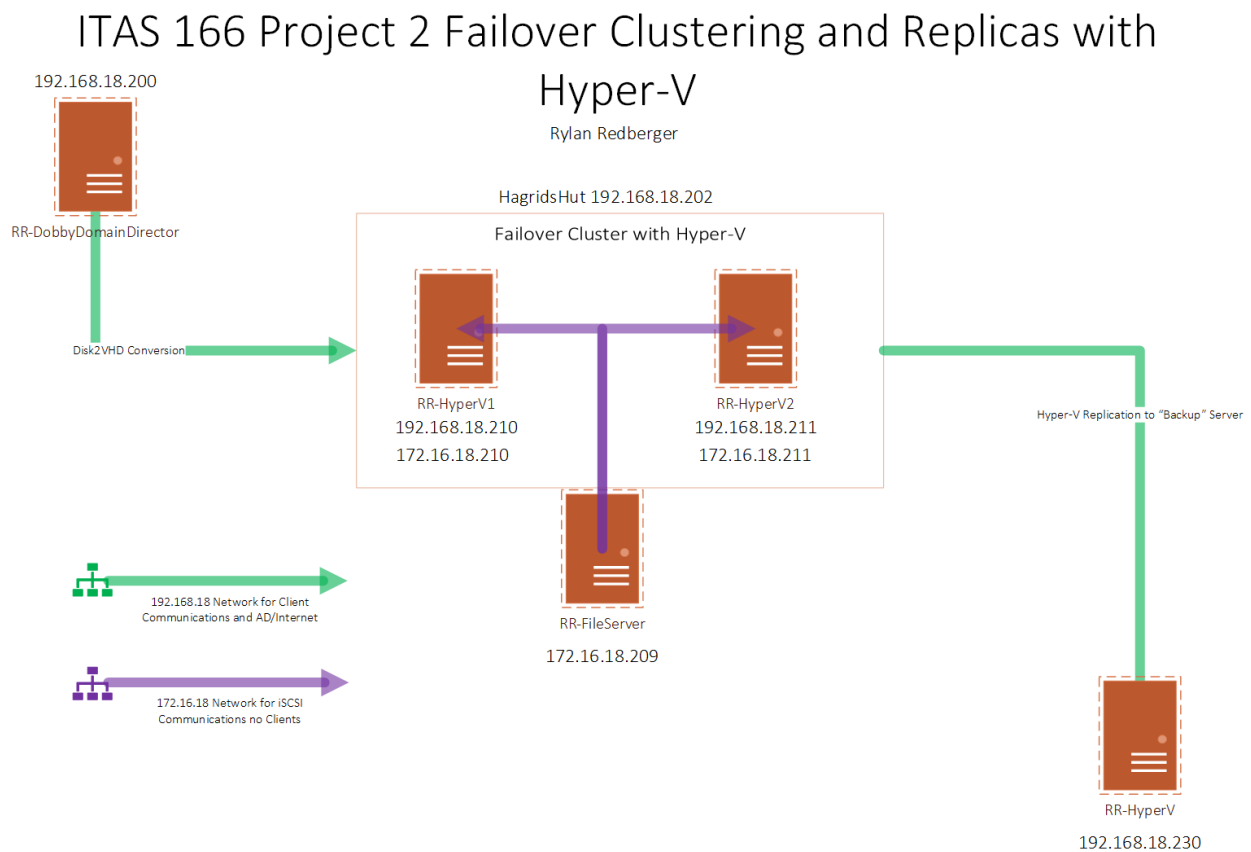 ITAS 166 Project 2 Failover Clustering and Replicas with
Hyper-V
Rylan Redberger
192.168.18.200
RR-DobbyDomainDirector
Disk2VHD Conversion
HagridsHut 192.168.18.202
Failover Cluster with Hyper-V
RR-HyperV1
192.168.18.210
172.16.18.210
RR-HyperV2
192.168.18.211
172.16.18.211
Hyper-V Replication to “Backup” Server
RR-FileServer
172.16.18.209
192.168.18 Network for Client
Communications and AD/Internet
172.16.18 Network for iSCSI
Communications no Clients
RR-HyperV
192.168.18.230